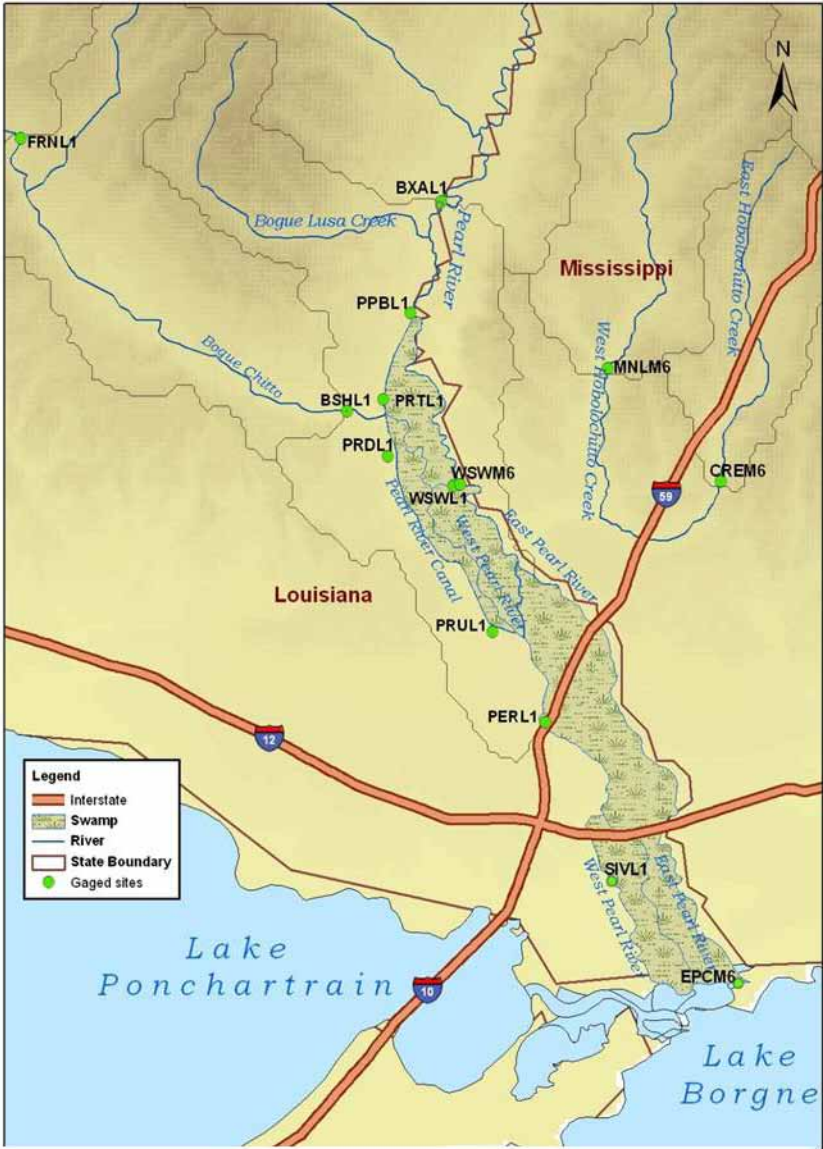 N
FRNL1
BXAL1
Bogue Lusa Creek
Pearl River
East Hobolochitto Creek
Mississippi
PPBL1
West Hobolochitto Creek
MNLM6
Bogue Chitto
BSHL1
PRTL1
PRDL1
WSWM6
WSWL1
CREM6
59
Pearl River Canal
West Pearl River
East Pearl River
Louisiana
PRUL1
PERL1
12
Legend
Interstate
Swamp
River
State Boundary
Gaged sites
SIVL1
West Pearl River
East Pearl River
EPCM6
Lake
Ponchartrain
10
Lake
Borgne